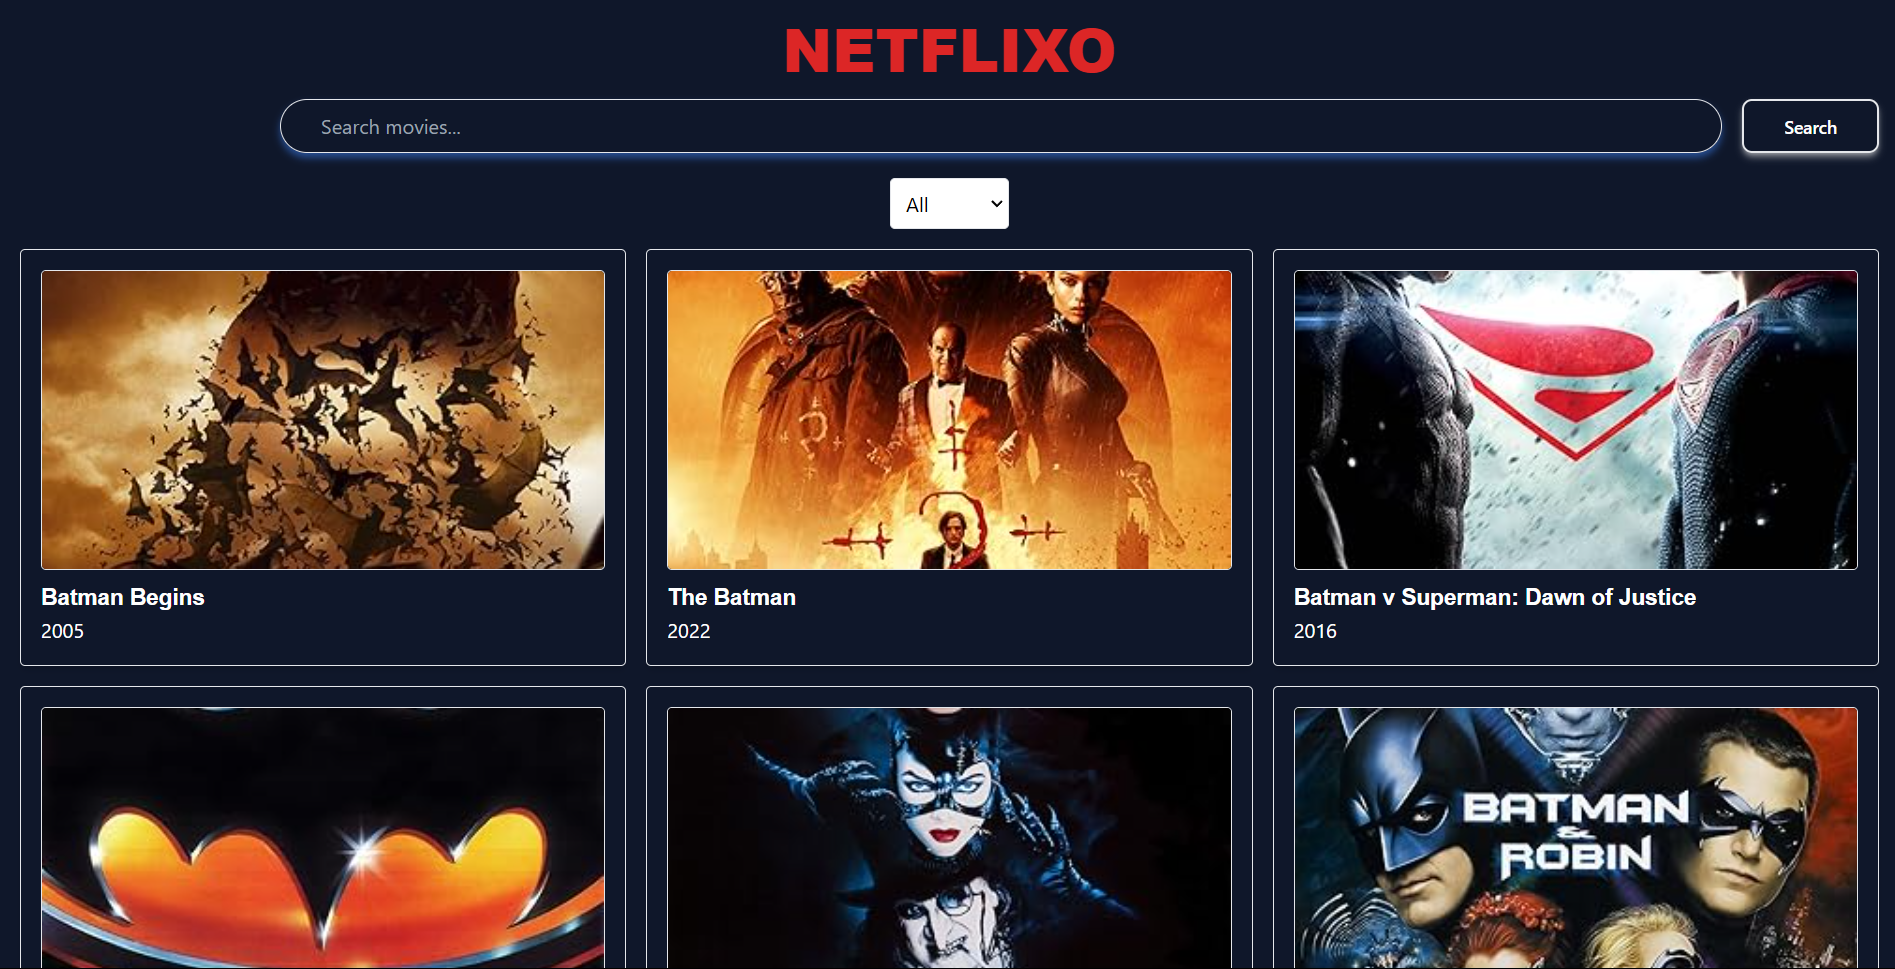 NETFLIXO
Search movies...
Search
All
Batman Begins
2005
The Batman
2022
Batman v Superman: Dawn of Justice
2016
BATMAN
&
ROBIN